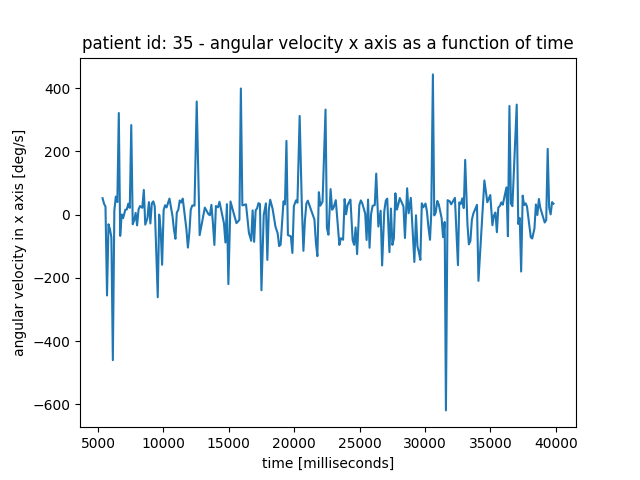 patient id: 35 - angular velocity x axis as a function of time
angular velocity in x axis [deg/s]
400
200
0
−200
−400
−600
5000 10000 15000 20000 25000 30000 35000 40000
time [milliseconds]